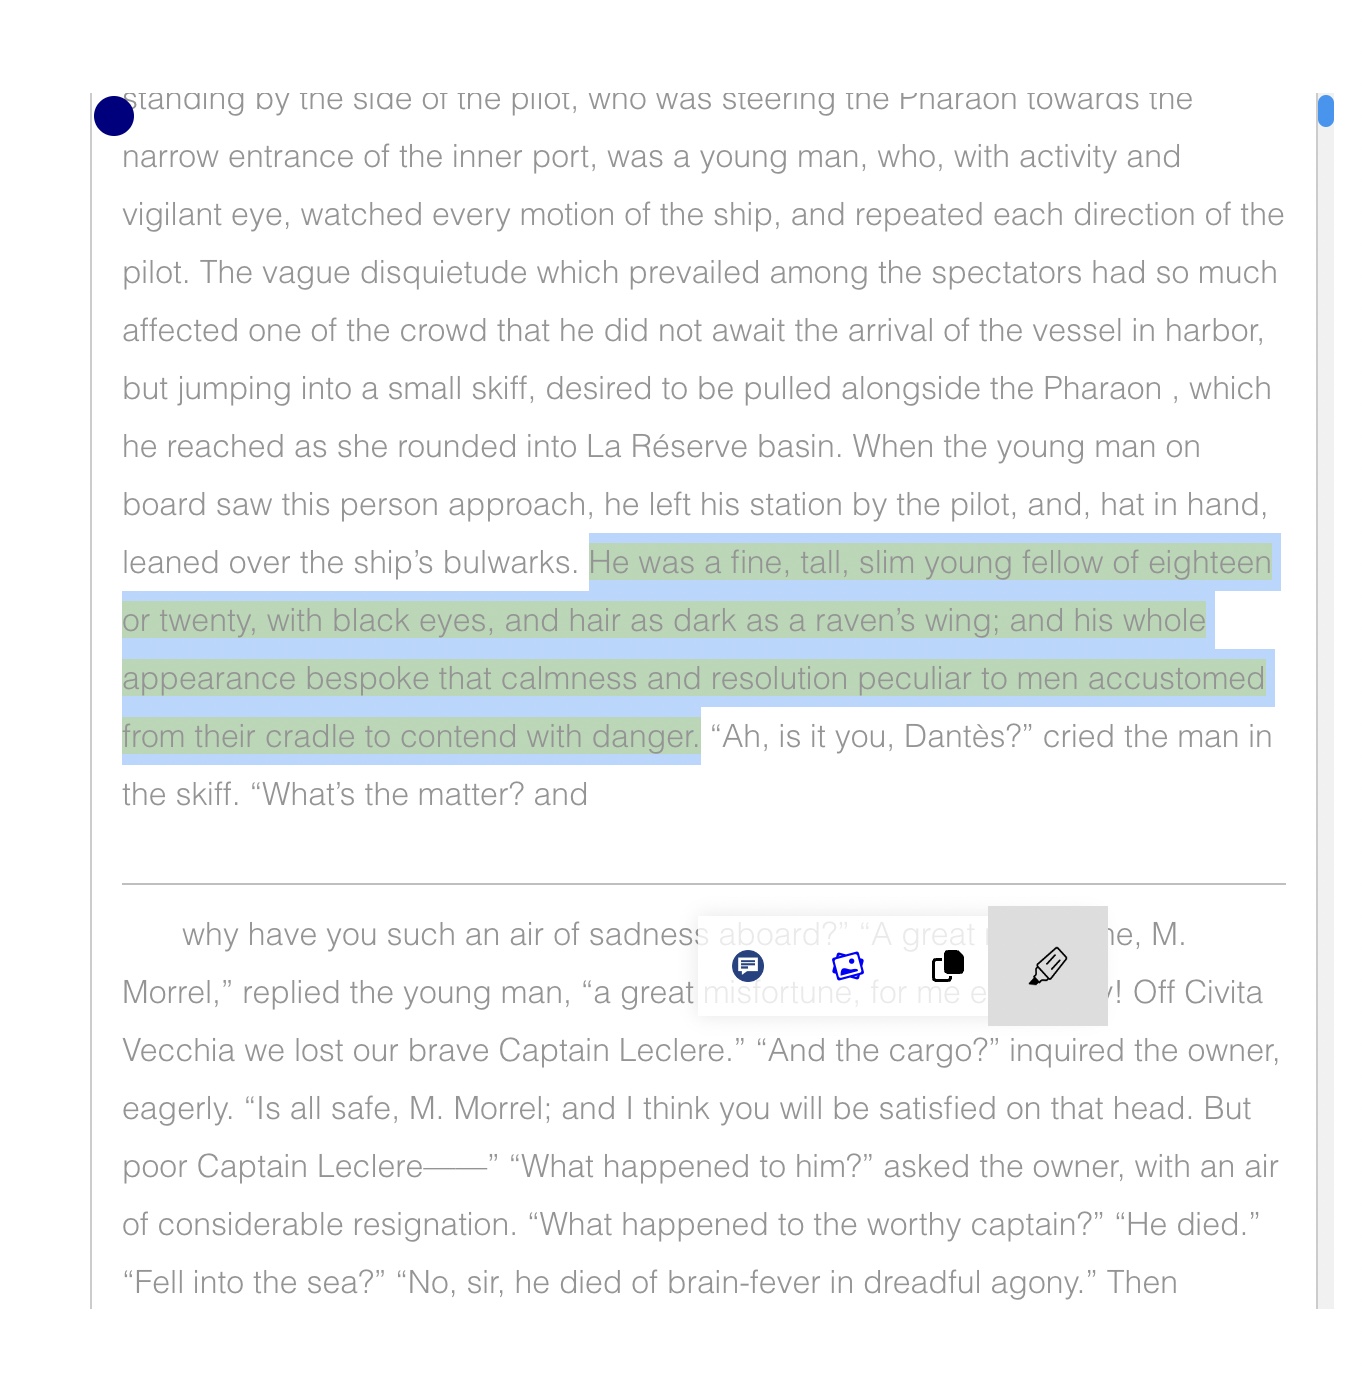 standing by the side of the pilot, who was steering the Pharaon towards the
narrow entrance of the inner port, was a young man, who, with activity and
vigilant eye, watched every motion of the ship, and repeated each direction of the
pilot. The vague disquietude which prevailed among the spectators had so much
affected one of the crowd that he did not await the arrival of the vessel in harbor,
but jumping into a small skiff, desired to be pulled alongside the Pharaon , which
he reached as she rounded into La Réserve basin. When the young man on
board saw this person approach, he left his station by the pilot, and, hat in hand,
leaned over the ship’s bulwarks. He was a fine, tall, slim young fellow of eighteen
or twenty, with black eyes, and hair as dark as a raven’s wing; and his whole
appearance bespoke that calmness and resolution peculiar to men accustomed
from their cradle to contend with danger. “Ah, is it you, Dantès?” cried the man in
the skiff. “What’s the matter? and
why have you such an air of sadness aboard?” “A great ne, M.
Morrel,” replied the young man, “a great misfortune, for me y! Off Civita
Vecchia we lost our brave Captain Leclere.” “And the cargo?” inquired the owner,
eagerly. “Is all safe, M. Morrel; and I think you will be satisfied on that head. But
poor Captain Leclere——” “What happened to him?” asked the owner, with an air
of considerable resignation. “What happened to the worthy captain?” “He died.”
“Fell into the sea?” “No, sir, he died of brain-fever in dreadful agony.” Then